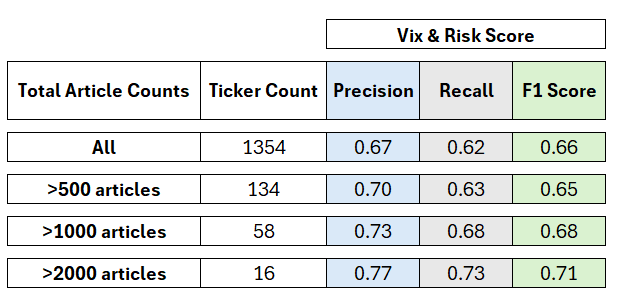 Vix & Risk Score
Total Article Counts Ticker Count Precision Recall F1 Score
All 1354 0.67 0.62 0.66
>500 articles 134 0.70 0.63 0.65
>1000 articles 58 0.73 0.68 0.68
>2000 articles 16 0.77 0.73 0.71